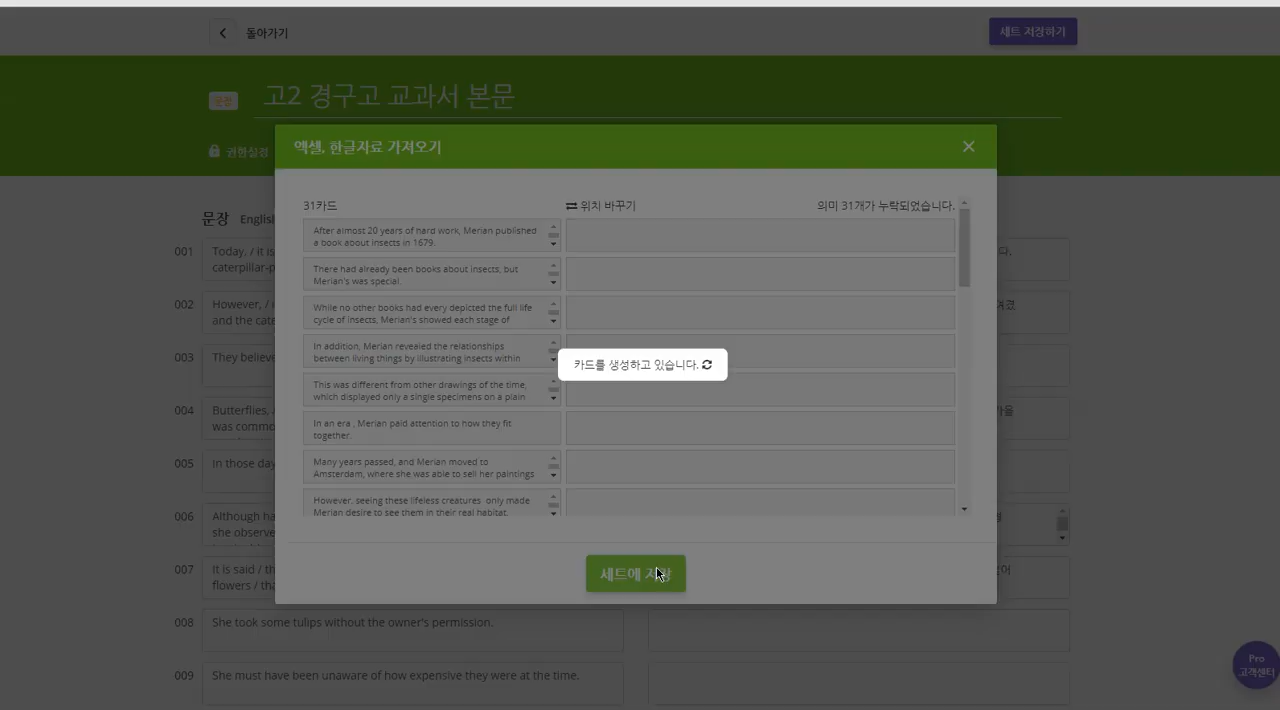 돌아가기
세트 저장하기
문장
고2 경구고 교과서 본문
권한설정
엑셀, 한글자료 가져오기
31카드
위치 바꾸기
의미 31개가 누락되었습니다.
After almost 20 years of hard work, Merian published
a book about insects in 1679.
There had already been books about insects, but
Merian's was special.
While no other books had every depicted the full life
cycle of insects, Merian's showed each stage of
In addition, Merian revealed the relationships
between living things by illustrating insects within
This was different from other drawings of the time,
which displayed only a single specimens on a plain
In an era , Merian paid attention to how they fit
together.
Many years passed, and Merian moved to
Amsterdam, where she was able to sell her paintings
However, seeing these lifeless creatures only made
Merian desire to see them in their real habitat.
카드를 생성하고 있습니다.
세트에 저장
문장 English
001 Today, / it is
caterpillar-p
다.
002 However, /
and the cate
여겼
003 They believe
004 Butterflies,
was commo
가을
005 In those day
006 Although ha
she observe
007 It is said / th
flowers / tha
008 She took some tulips without the owner's permission.
009 She must have been unaware of how expensive they were at the time.
Pro
고객센터